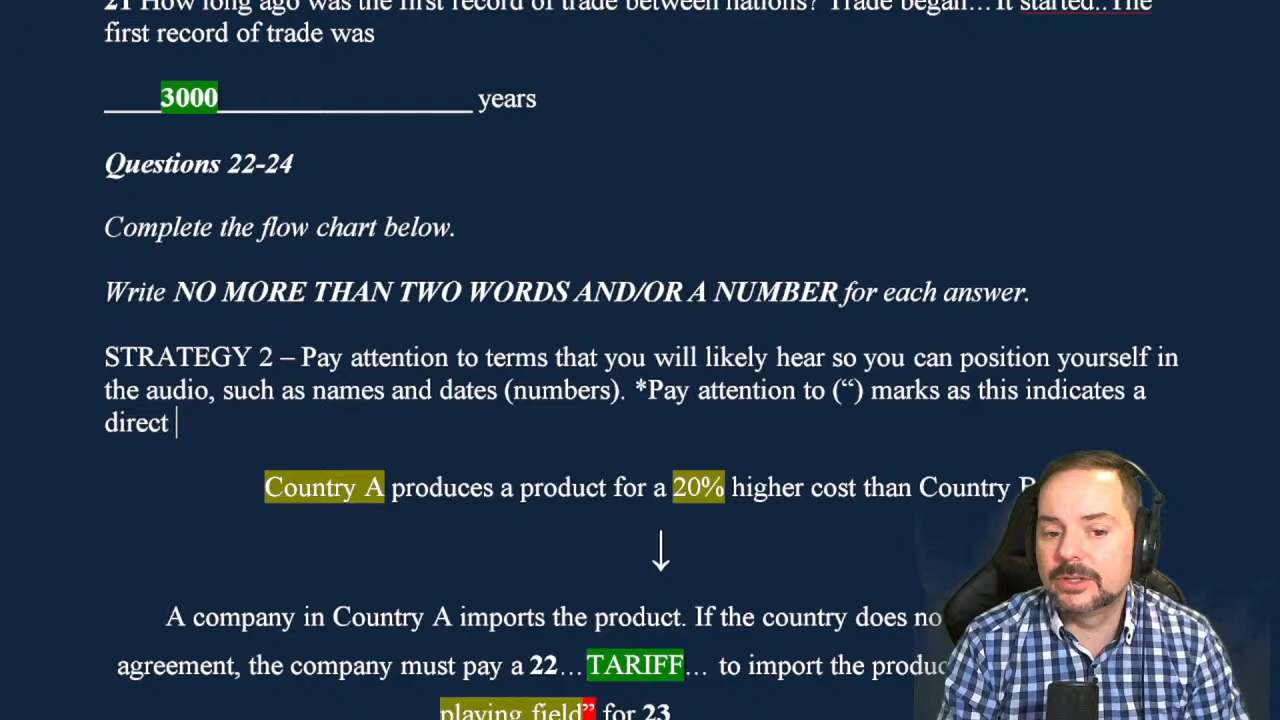 21 How long ago was the first record of trade between nations? Trade began… It started..The
first record of trade was
____3000____________________ years
Questions 22-24
Complete the flow chart below.
Write NO MORE THAN TWO WORDS AND/OR A NUMBER for each answer.
STRATEGY 2 – Pay attention to terms that you will likely hear so you can position yourself in
the audio, such as names and dates (numbers). *Pay attention to (“) marks as this indicates a
direct
Country A produces a product for a 20% higher cost than Country B
↓
A company in Country A imports the product. If the country does no
agreement, the company must pay a 22…TARIFF… to import the produc
playing field” for 23